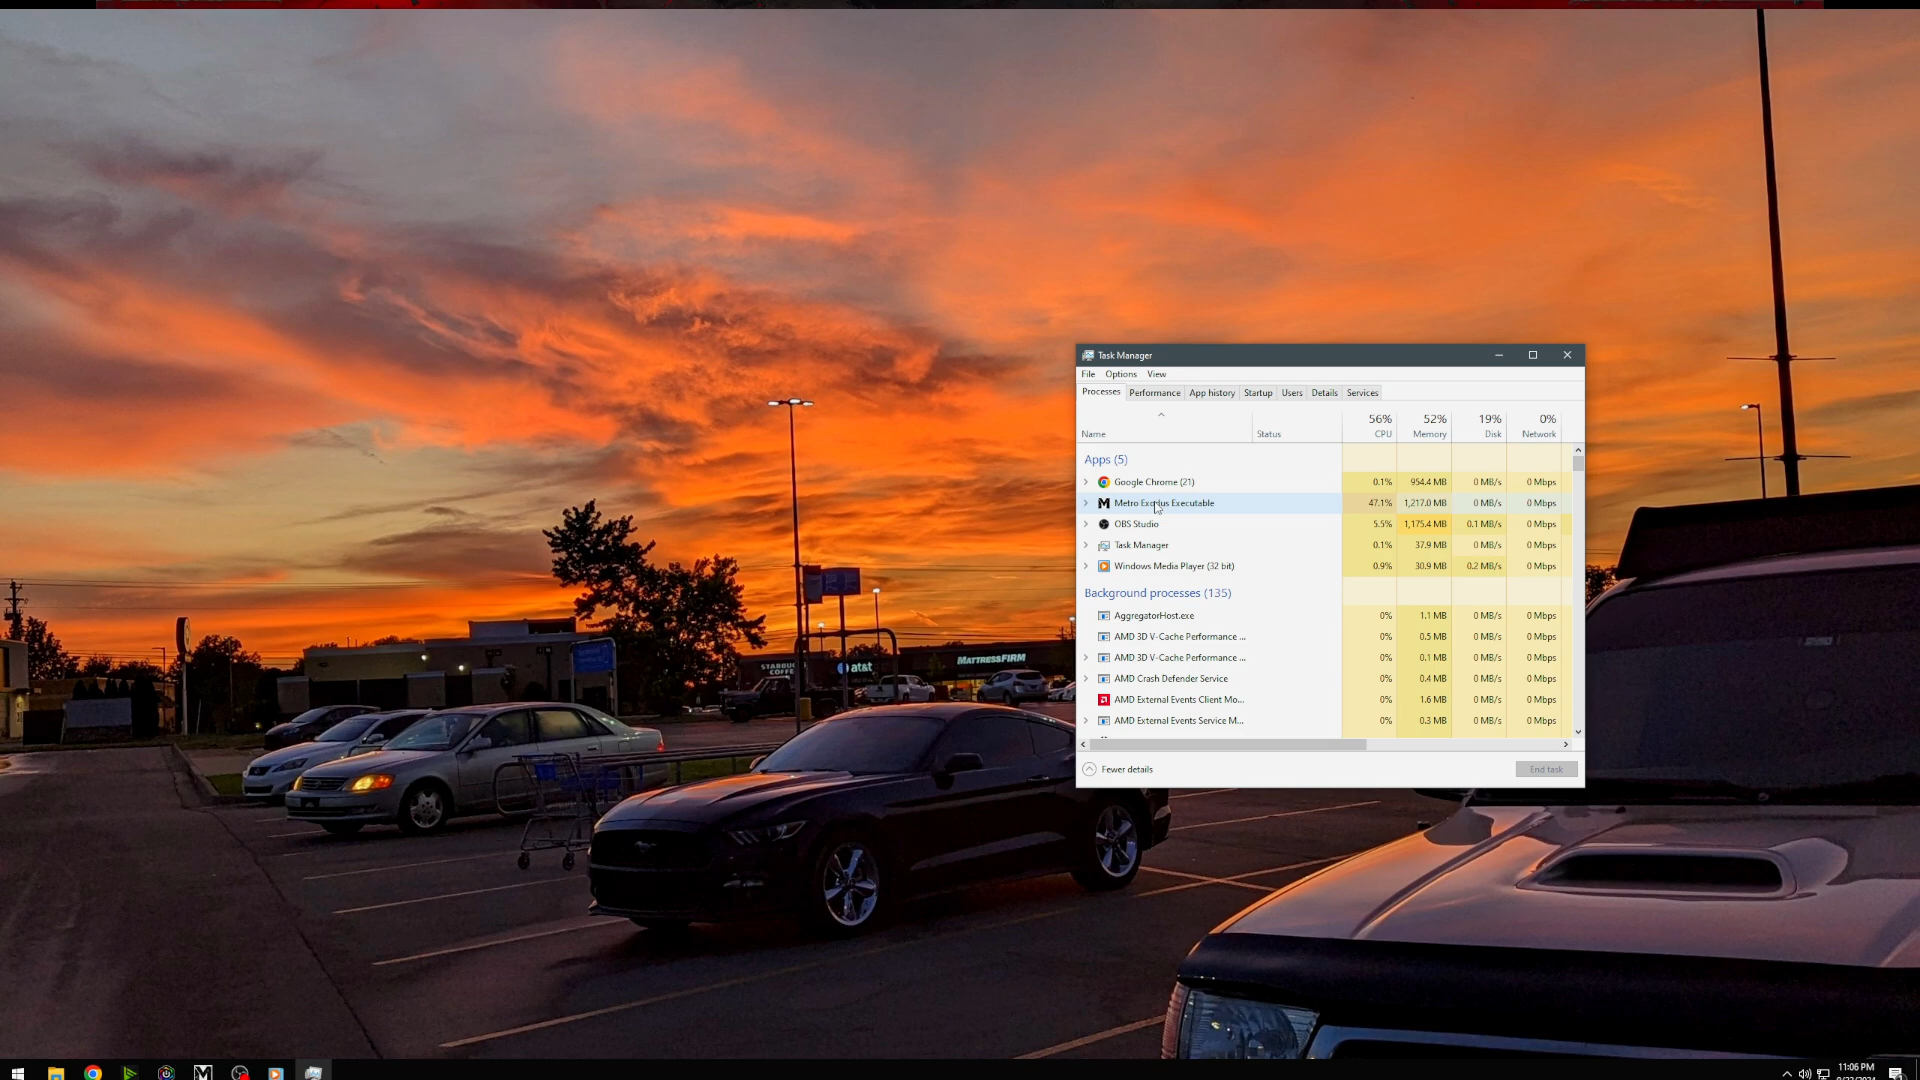 Task Manager
File Options View
Processes Performance App history Startup Users Details Services
56% 52% 19% 0%
Name Status CPU Memory Disk Network
Apps (5)
Google Chrome (21) 0.1% 954.4 MB 0 MB/s 0 Mbps
Metro Exodus Executable 47.1% 1,217.0 MB 0 MB/s 0 Mbps
OBS Studio 5.5% 1,175.4 MB 0.1 MB/s 0 Mbps
Task Manager 0.1% 37.9 MB 0 MB/s 0 Mbps
Windows Media Player (32 bit) 0.9% 30.9 MB 0.2 MB/s 0 Mbps
Background processes (135)
AggregatorHost.exe 0% 1.1 MB 0 MB/s 0 Mbps
AMD 3D V-Cache Performance ... 0% 0.5 MB 0 MB/s 0 Mbps
AMD 3D V-Cache Performance ... 0% 0.1 MB 0 MB/s 0 Mbps
AMD Crash Defender Service 0% 0.4 MB 0 MB/s 0 Mbps
AMD External Events Client Mo... 0% 1.6 MB 0 MB/s 0 Mbps
AMD External Events Service M... 0% 0.3 MB 0 MB/s 0 Mbps
Fewer details
End task
at&t
MATTRESSFIRM
11:06 PM